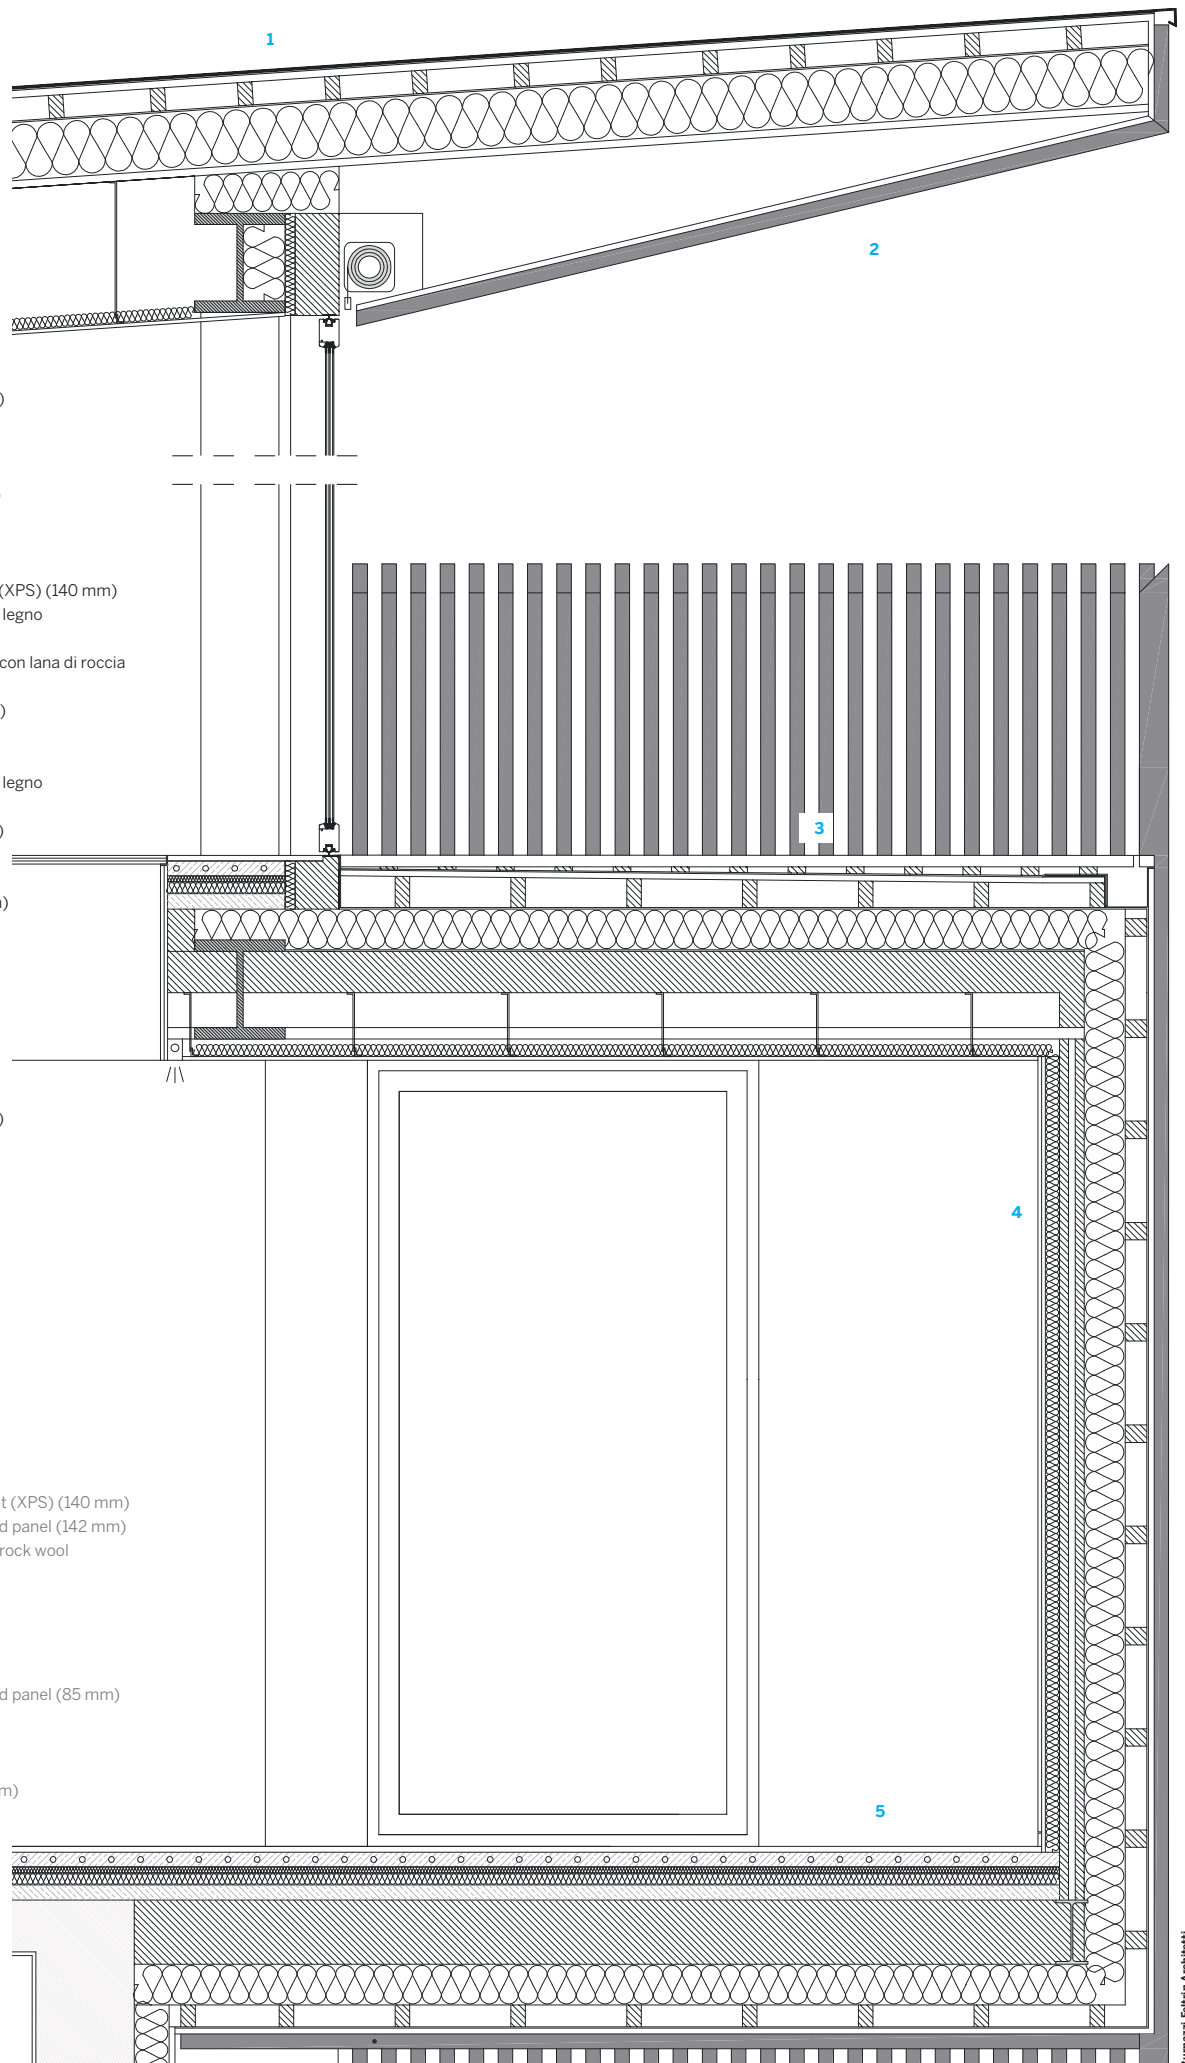 1
2
)
(XPS) (140 mm)
legno
con lana di roccia
)
legno
3
)
)
)
4
t (XPS) (140 mm)
d panel (142 mm)
rock wool
d panel (85 mm)
m)
5